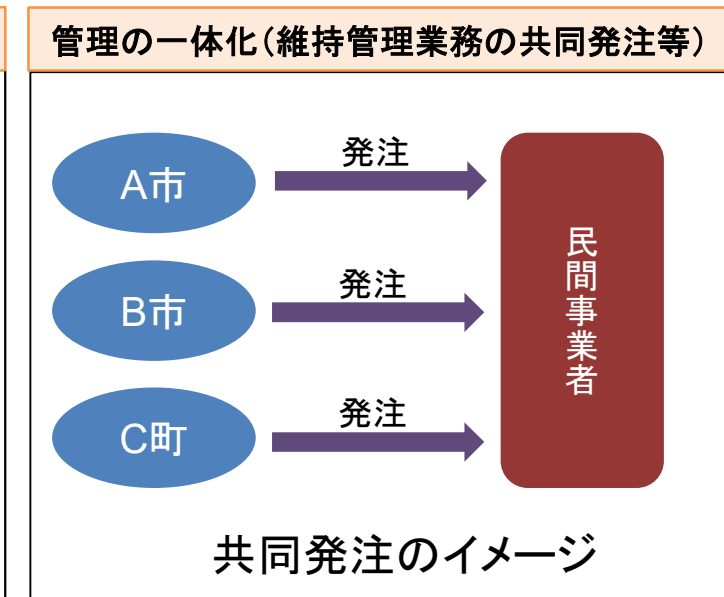 管理の一体化(維持管理業務の共同発注等)
A市
発注
B市
発注
C町
発注
民間事業者
共同発注のイメージ